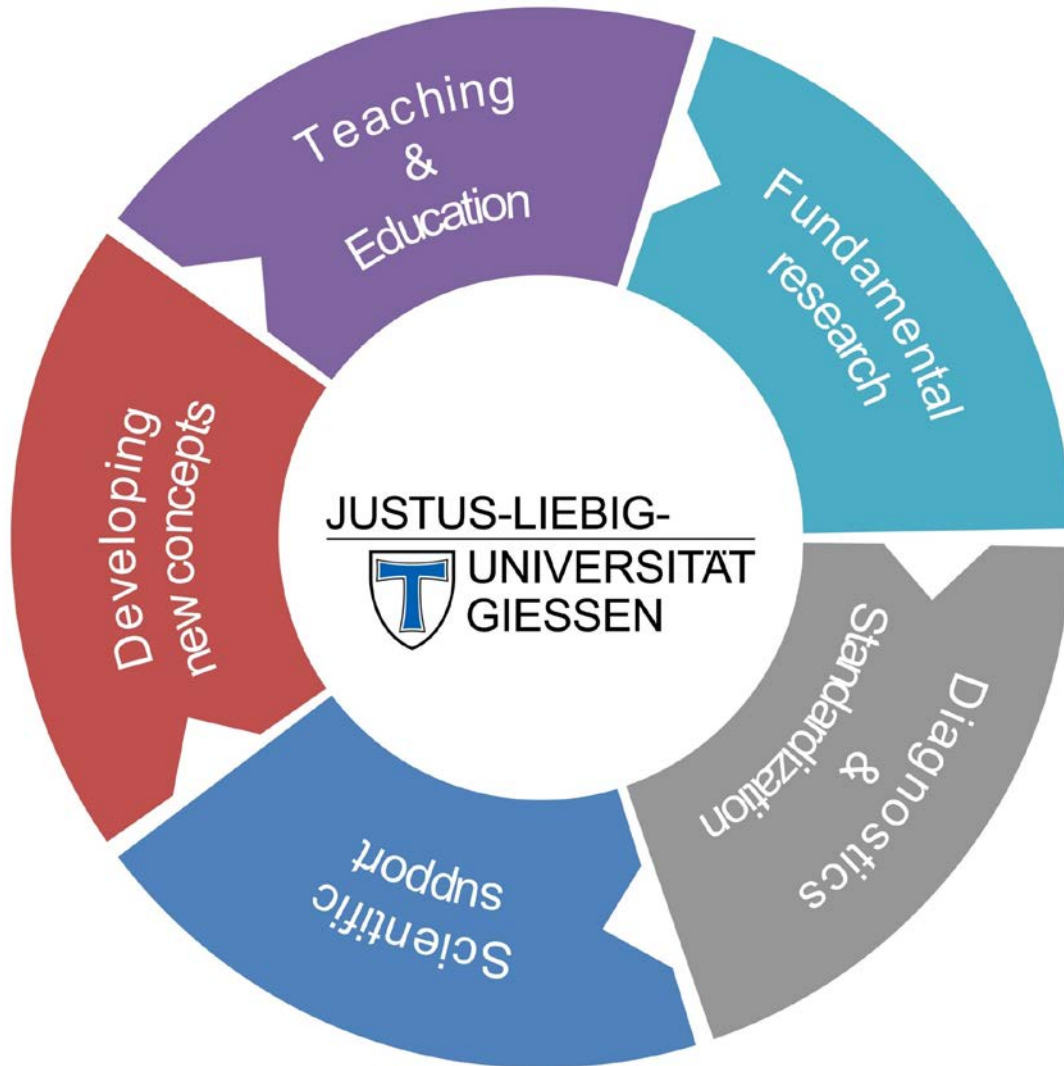 Teaching
&
Education
Fundamental
research
Diagnostics
&
Standardization
Scientific
support
Developing
new concepts
JUSTUS-LIEBIG-
UNIVERSITÄT
GIESSEN